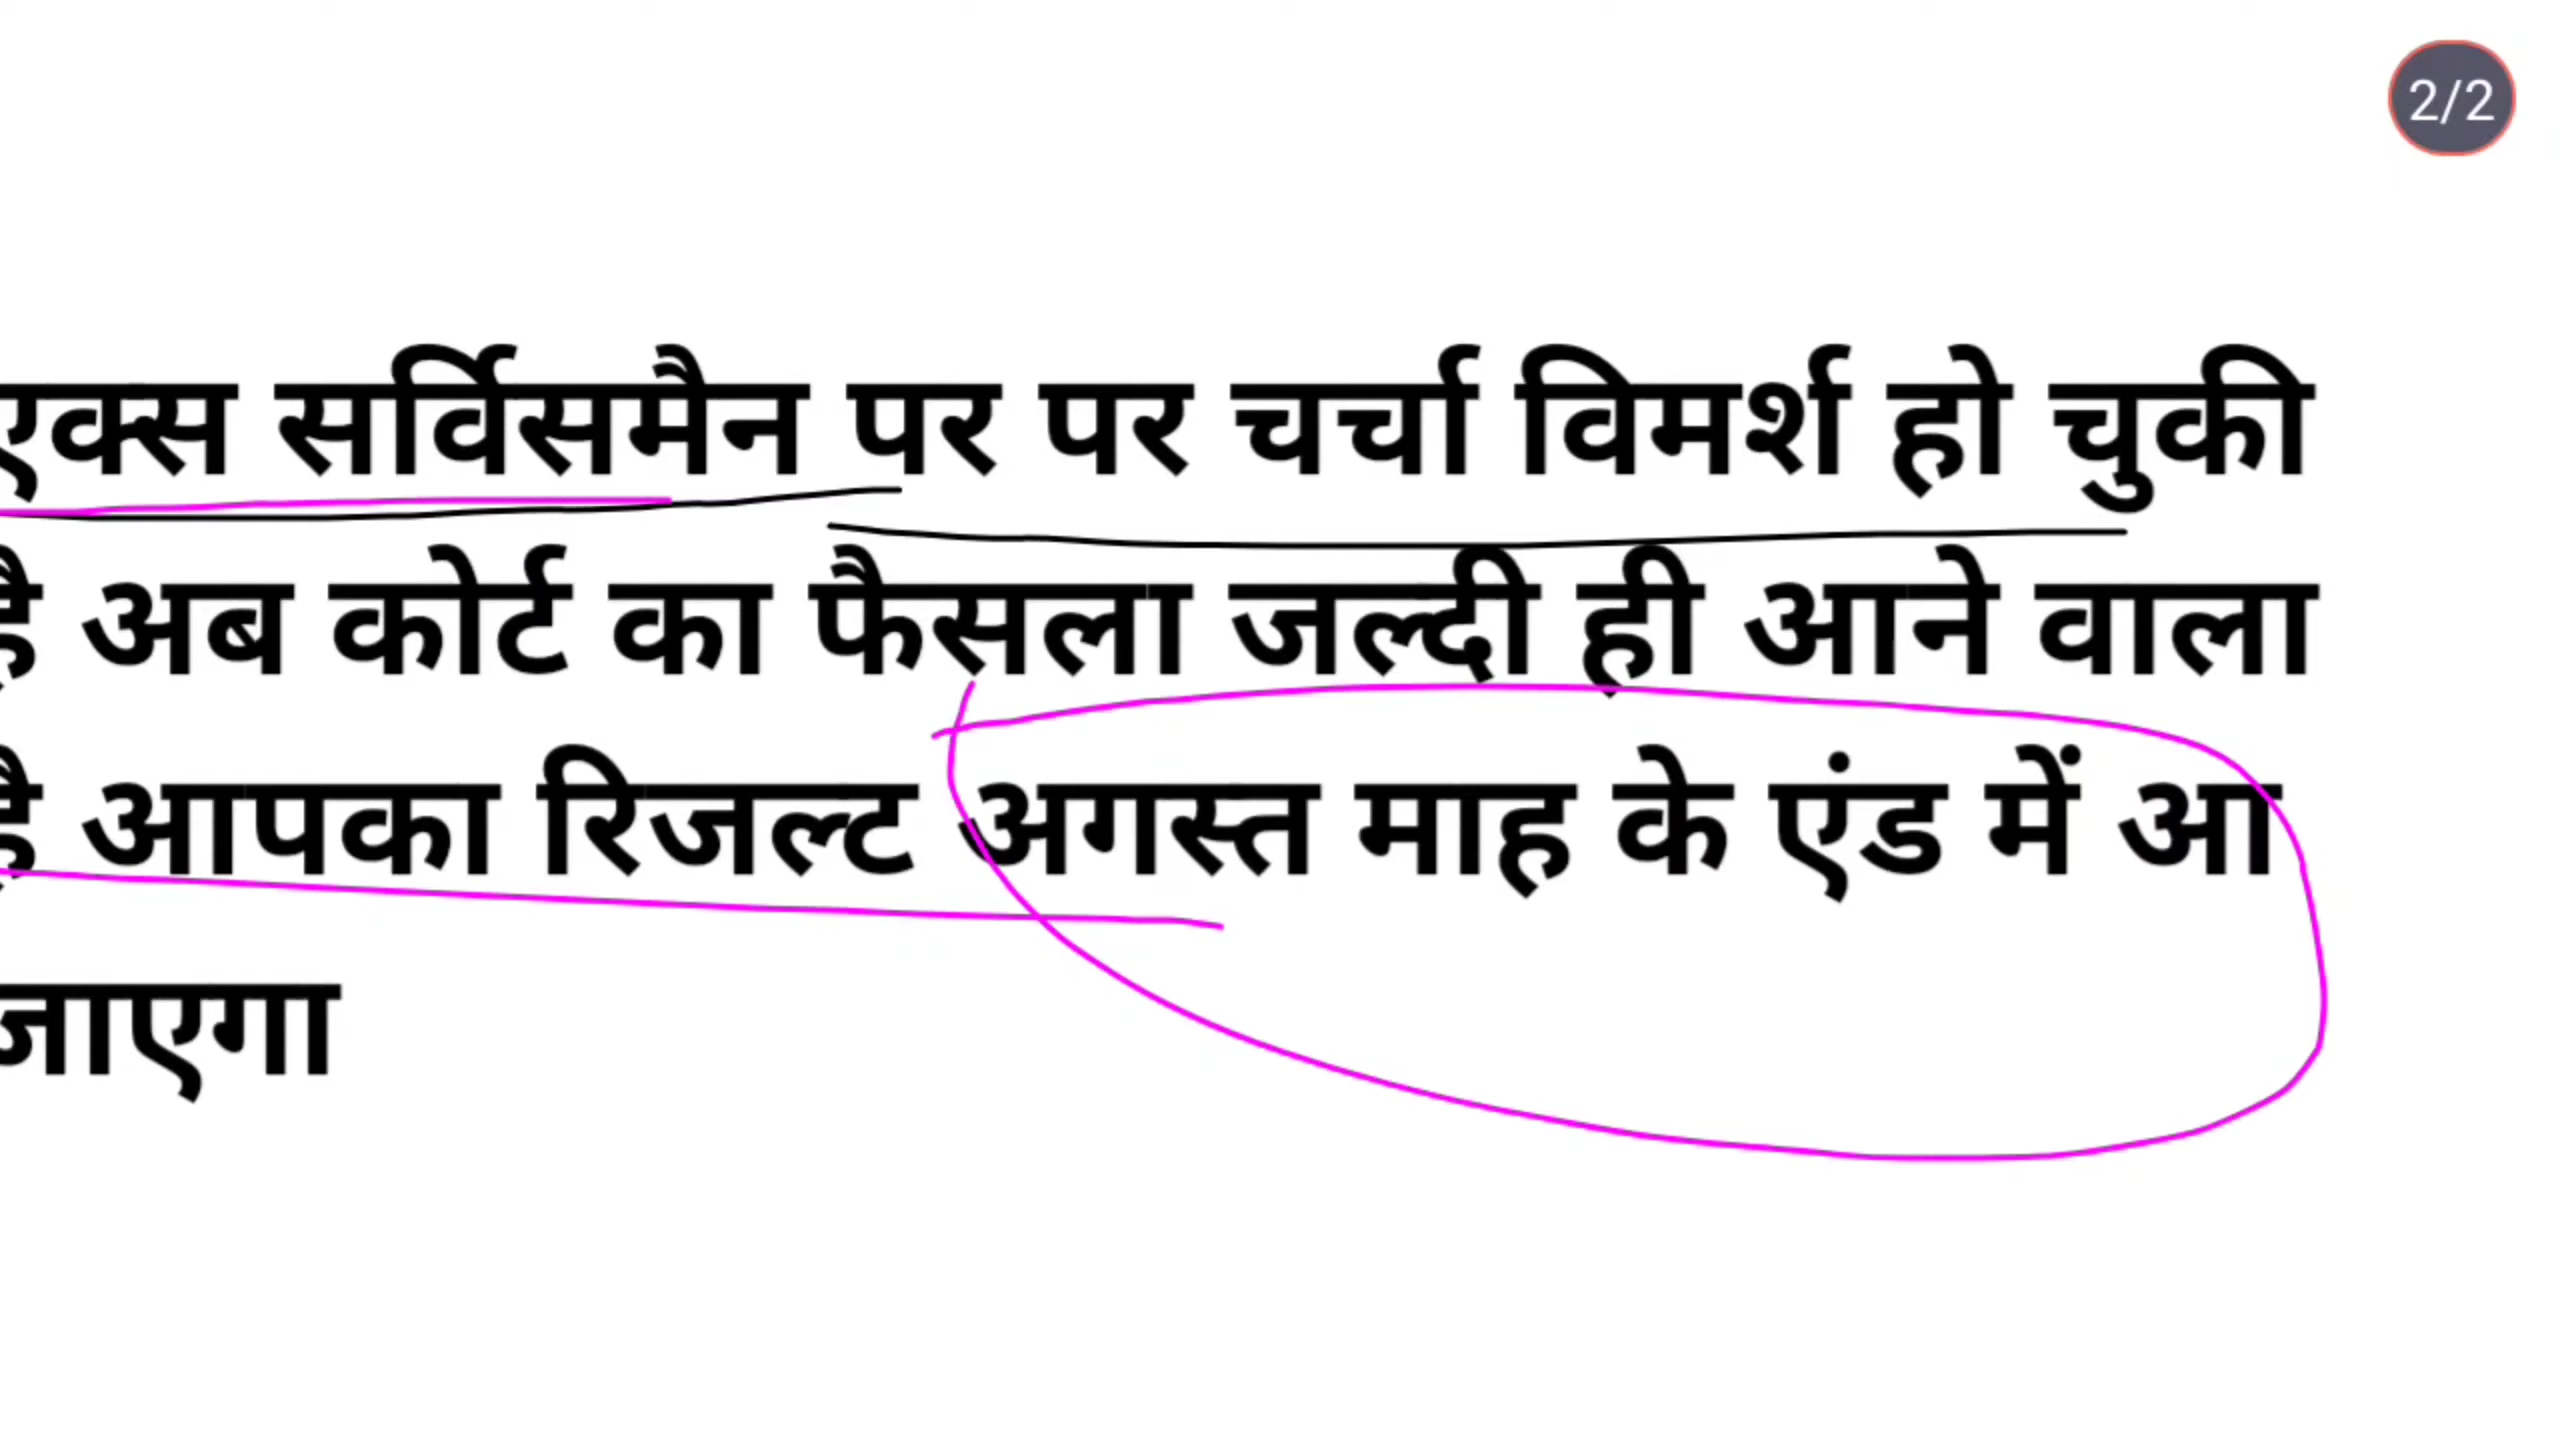 2/2
एक्स सर्विसमैन पर पर चर्चा विमर्श हो चुकी
है अब कोर्ट का फैसला जल्दी ही आने वाला
है आपका रिजल्ट अगस्त माह के एंड में आ
जाएगा